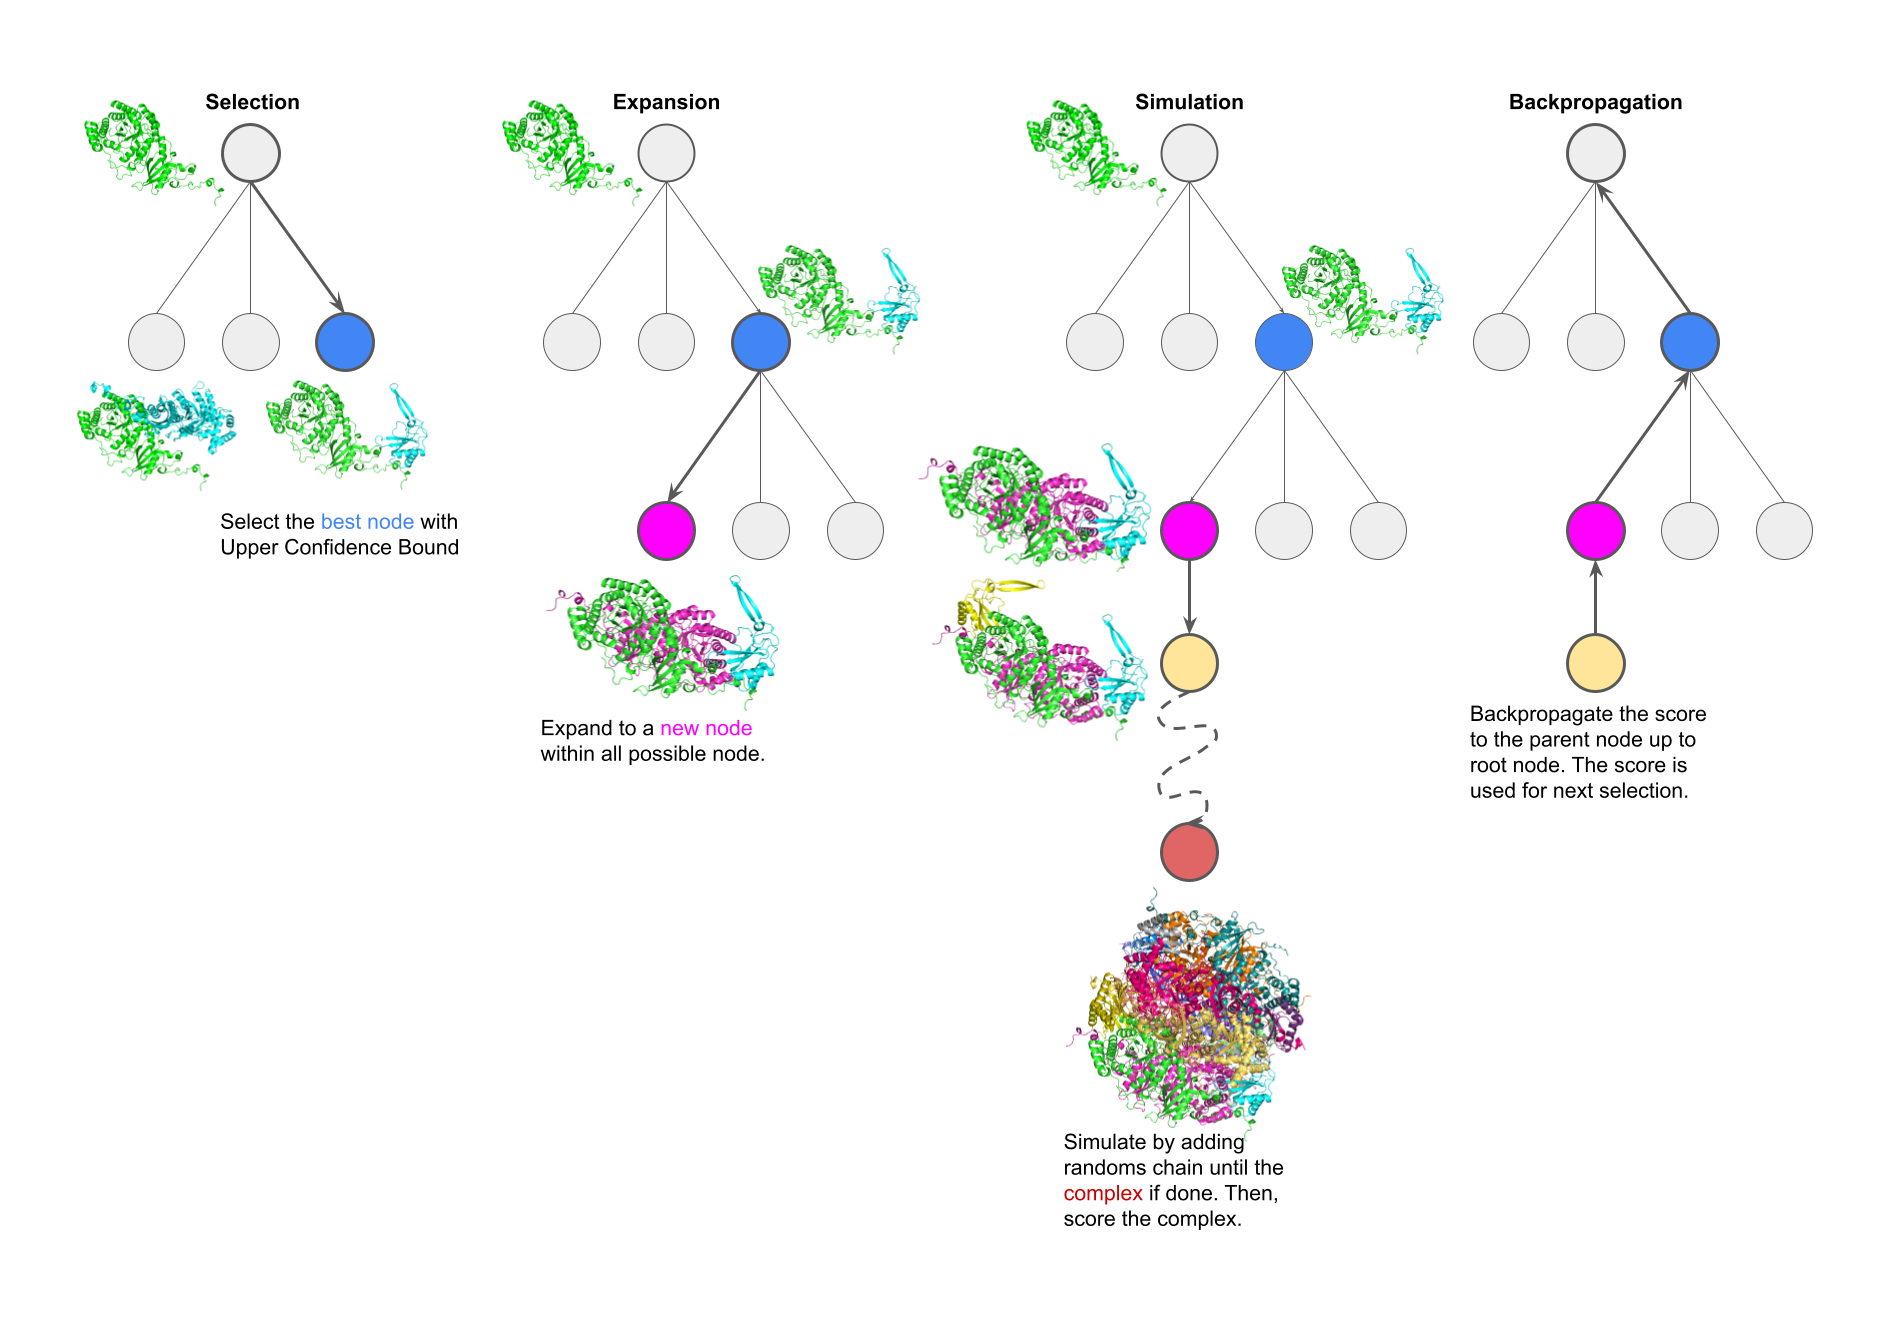 Selection
Select the best node with
Upper Confidence Bound
Expansion
Expand to a new node
within all possible node.
Simulation
Simulate by adding
randoms chain until the
complex if done. Then,
score the complex.
Backpropagation
Backpropagate the score
to the parent node up to
root node. The score is
used for next selection.